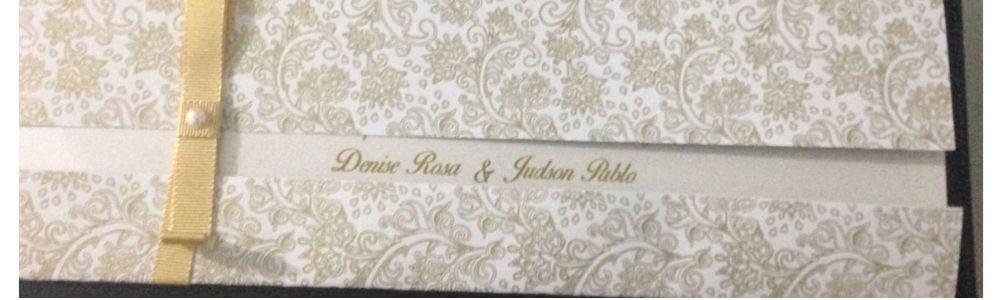 Denise Rosa & Judson Pablo